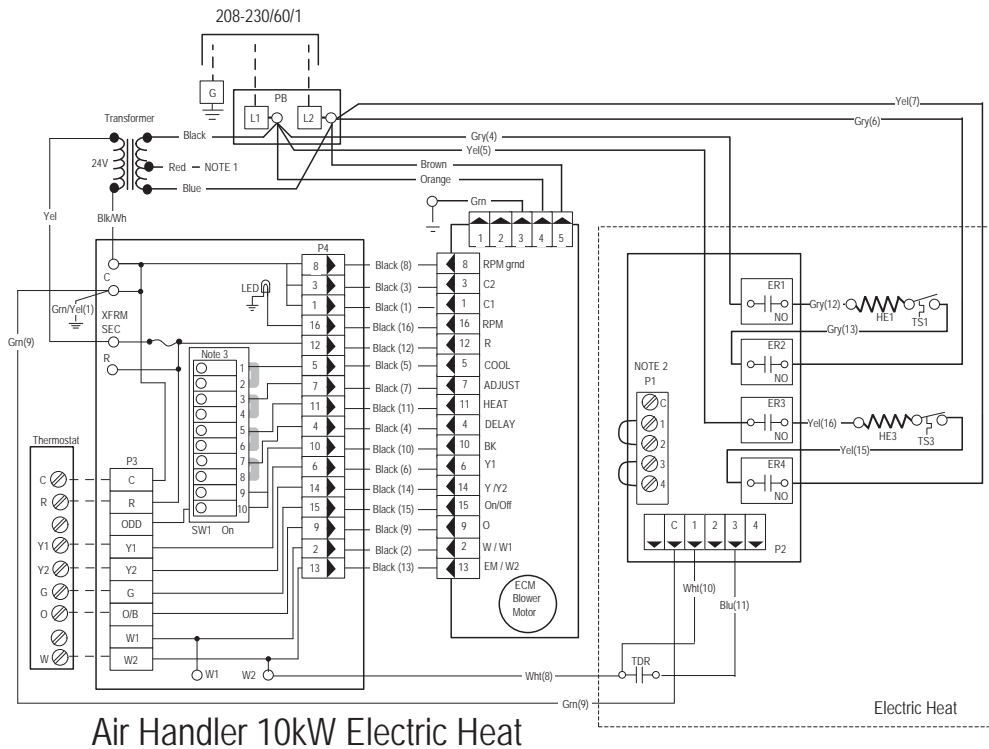 208-230/60/1
G
PB
L1
L2
Yel(7)
Gry(6)
Transformer
24V
Black
Red
NOTE 1
Blue
Gry(4)
Yel(5)
Brown
Orange
Grn
1 2 3 4 5
Yel
Blk/Wh
C
Grn/Yel(1)
XFRM
SEC
R
Grn(9)
LED
P4
8 Black (8) 8 RPM grnd
3 Black (3) 3 C2
1 Black (1) 1 C1
16 Black (16) 16 RPM
12 Black (12) 12 R
5 Black (5) 5 COOL
7 Black (7) 7 ADJUST
11 Black (11) 11 HEAT
4 Black (4) 4 DELAY
10 Black (10) 10 BK
6 Black (6) 6 Y1
14 Black (14) 14 Y /Y2
15 Black (15) 15 On/Off
9 Black (9) 9 O
2 Black (2) 2 W / W1
13 Black (13) 13 EM / W2
Note 3
1
2
3
4
5
6
7
8
9
10
SW1 On
Thermostat
C
R
Y1
Y2
G
O
W
P3
C
R
ODD
Y1
Y2
G
O/B
W1
W2
W1
W2
ECM
Blower
Motor
ER1
NO
Gry(12)
HE1
TS1
Gry(13)
ER2
NO
ER3
NO
Yel(16)
HE3
TS3
Yel(15)
ER4
NO
NOTE 2
P1
C
1
2
3
4
C 1 2 3 4
P2
Wht(10)
Blu(11)
TDR
Wht(8)
Grn(9)
Electric Heat
Air Handler 10kW Electric Heat